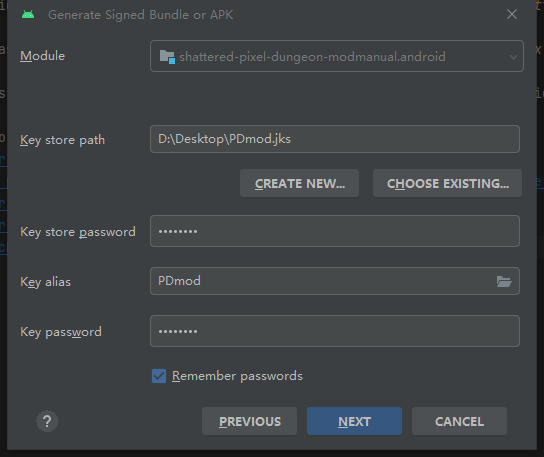 Generate Signed Bundle or APK
Module
shattered-pixel-dungeon-modmanual.android
Key store path
D:\Desktop\PDmod.jks
CREATE NEW...
CHOOSE EXISTING...
Key store password
••••••••
Key alias
PDmod
Key password
••••••••
Remember passwords
?
PREVIOUS
NEXT
CANCEL